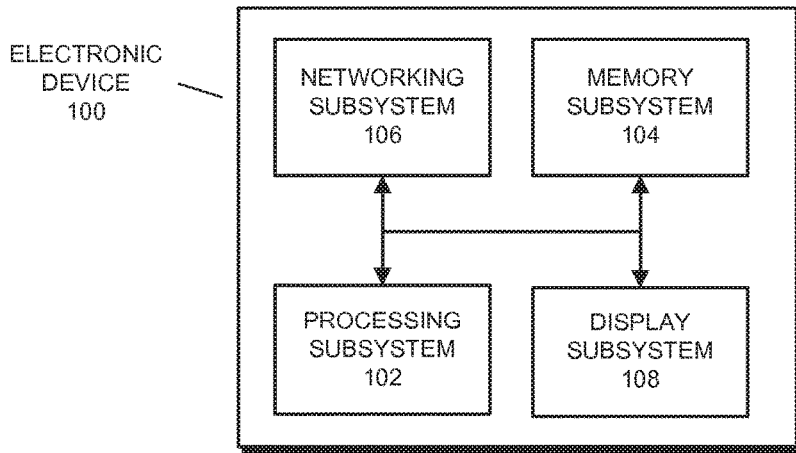 ELECTRONIC
DEVICE
100
NETWORKING
SUBSYSTEM
106
MEMORY
SUBSYSTEM
104
PROCESSING
SUBSYSTEM
102
DISPLAY
SUBSYSTEM
108